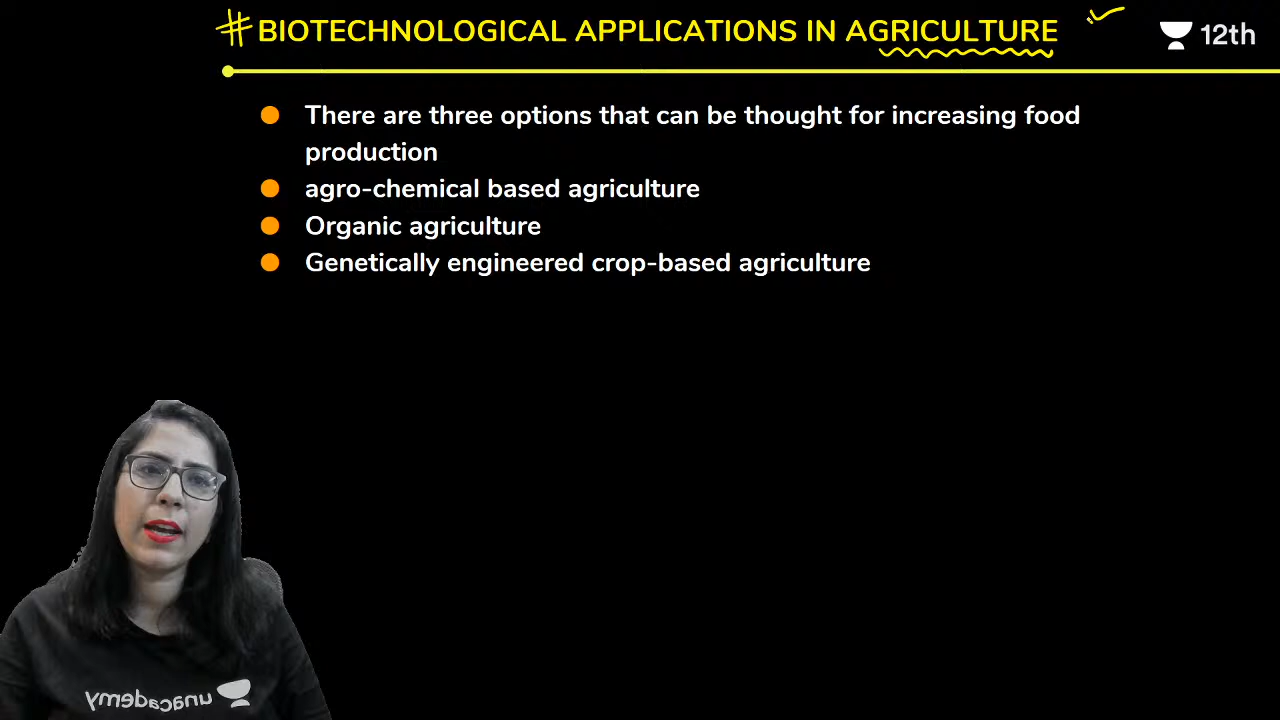 #BIOTECHNOLOGICAL APPLICATIONS IN AGRICULTURE
12th
There are three options that can be thought for increasing food
production
agro-chemical based agriculture
Organic agriculture
Genetically engineered crop-based agriculture
unacademy